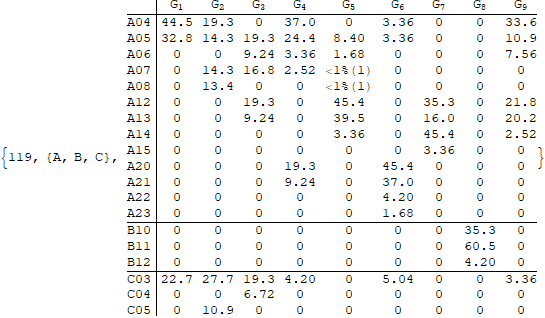 G1 G2 G3 G4 G5 G6 G7 G8 G9
A04 44.5 19.3 0 37.0 0 3.36 0 0 33.6
A05 32.8 14.3 19.3 24.4 8.40 3.36 0 0 10.9
A06 0 0 9.24 3.36 1.68 0 0 0 7.56
A07 0 14.3 16.8 2.52 <1%(1) 0 0 0 0
A08 0 13.4 0 0 <1%(1) 0 0 0 0
A12 0 0 19.3 0 45.4 0 35.3 0 21.8
A13 0 0 9.24 0 39.5 0 16.0 0 20.2
A14 0 0 0 0 3.36 0 45.4 0 2.52
{119, {A, B, C}, A15 0 0 0 0 0 0 3.36 0 0 }
A20 0 0 0 19.3 0 45.4 0 0 0
A21 0 0 0 9.24 0 37.0 0 0 0
A22 0 0 0 0 0 4.20 0 0 0
A23 0 0 0 0 0 1.68 0 0 0
B10 0 0 0 0 0 0 0 35.3 0
B11 0 0 0 0 0 0 0 60.5 0
B12 0 0 0 0 0 0 0 4.20 0
C03 22.7 27.7 19.3 4.20 0 5.04 0 0 3.36
C04 0 0 6.72 0 0 0 0 0 0
C05 0 10.9 0 0 0 0 0 0 0